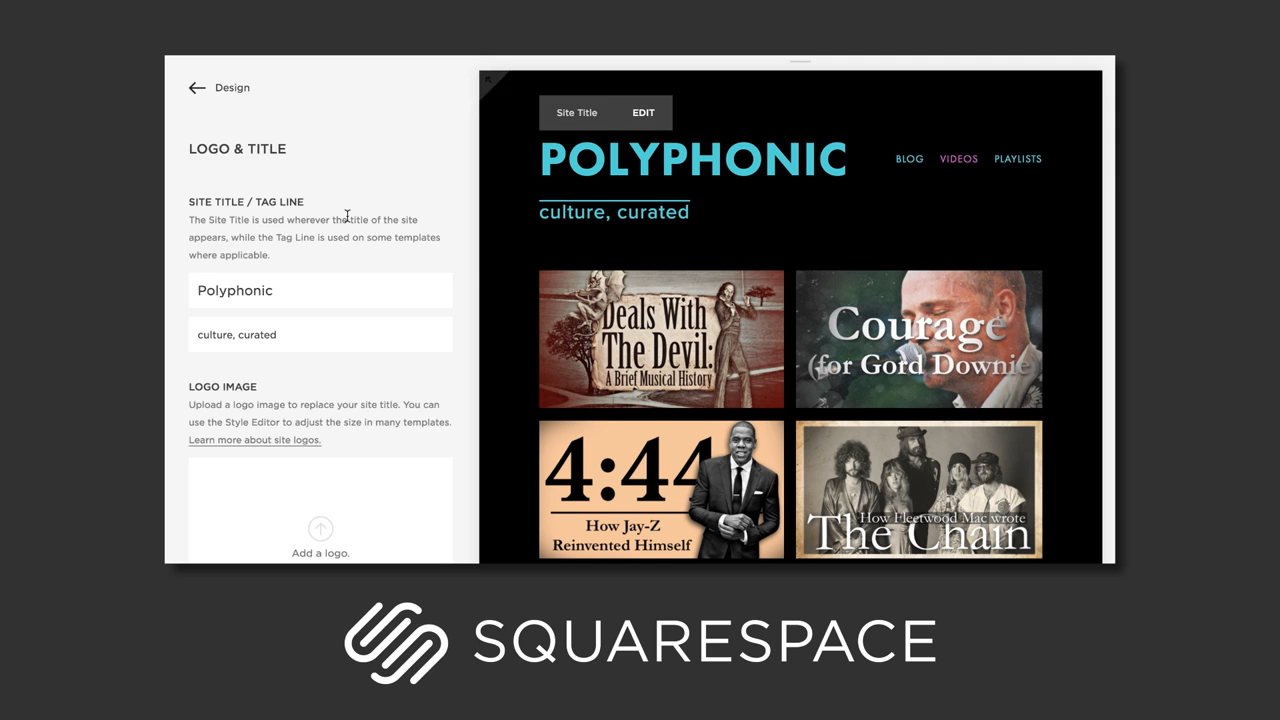 Design
LOGO & TITLE
SITE TITLE / TAG LINE
The Site Title is used wherever the title of the site
appears, while the Tag Line is used on some templates
where applicable.
Polyphonic
culture, curated
LOGO IMAGE
Upload a logo image to replace your site title. You can
use the Style Editor to adjust the size in many templates.
Learn more about site logos.
Add a logo.
Site Title EDIT
POLYPHONIC
BLOG VIDEOS PLAYLISTS
culture, curated
Deals With
The Devil:
A Brief Musical History
Courage
(for Gord Downie
4:44
How Jay-Z
Reinvented Himself
How Fleetwood Mac wrote
The Chain
SQUARESPACE